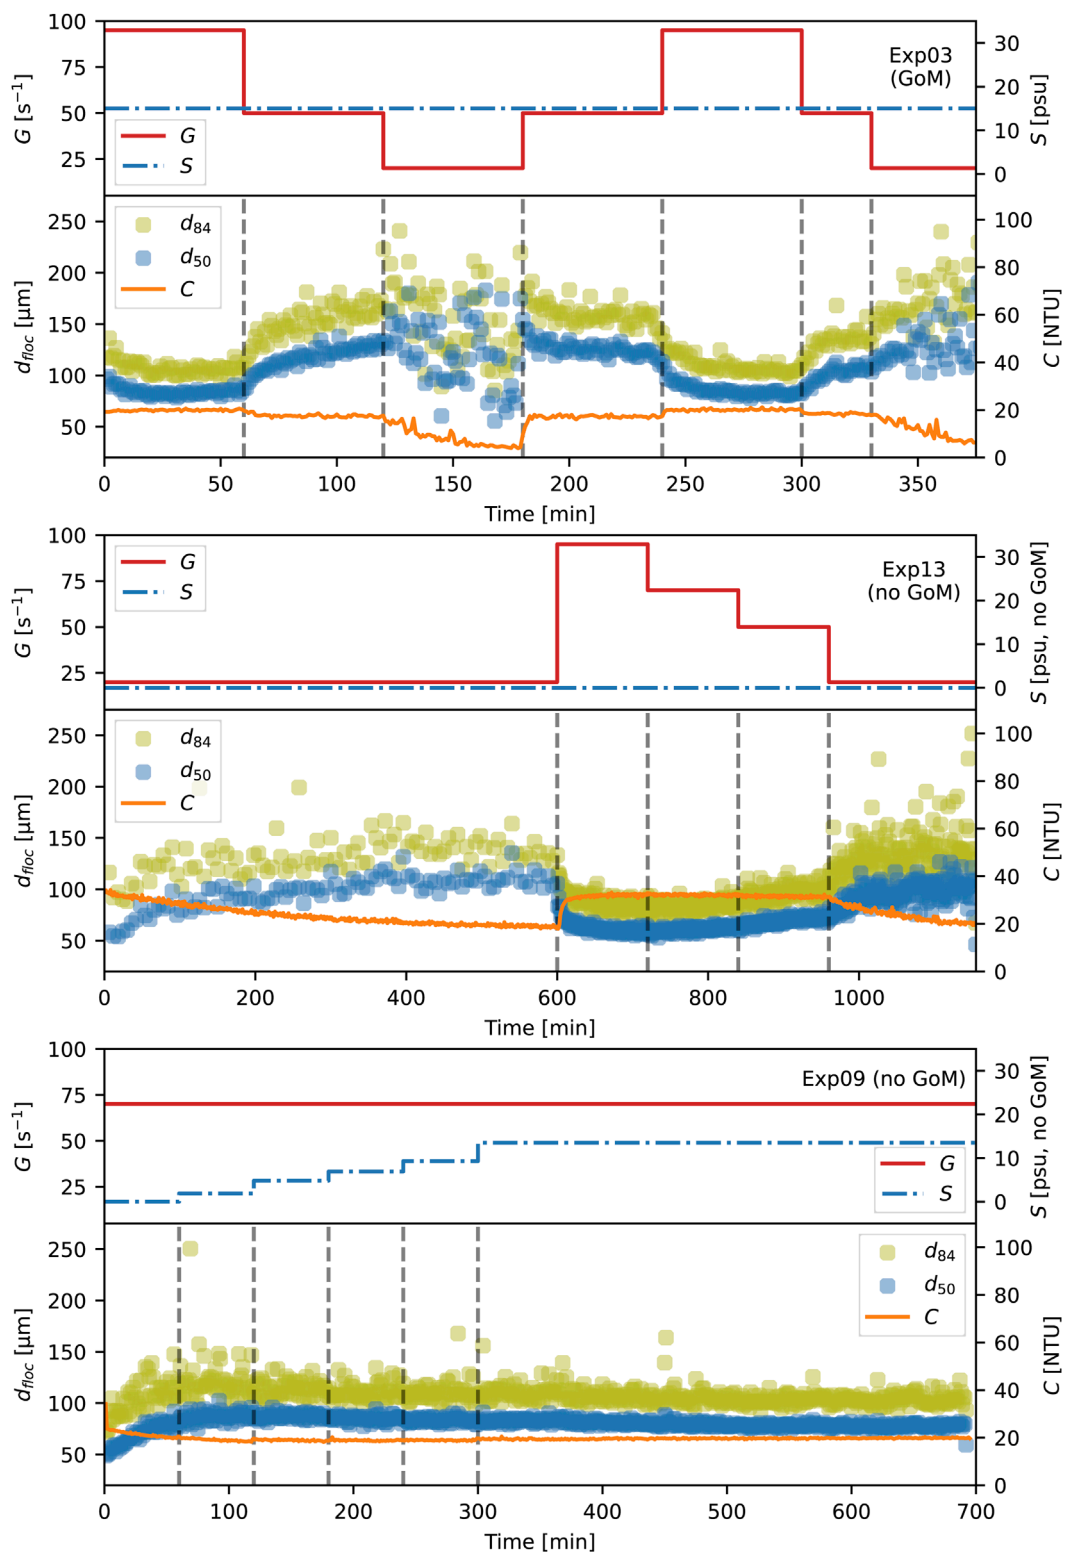 100
75
50
25
G [s⁻¹]
G
S
Exp03
(GoM)
30
20
10
0
S [psu]
250
200
150
100
50
d_floc [µm]
d₈₄
d₅₀
C
100
80
60
40
20
0
C [NTU]
0 50 100 150 200 250 300 350
Time [min]
100
75
50
25
G [s⁻¹]
G
S
Exp13
(no GoM)
30
20
10
0
S [psu, no GoM]
250
200
150
100
50
d_floc [µm]
d₈₄
d₅₀
C
100
80
60
40
20
0
C [NTU]
0 200 400 600 800 1000
Time [min]
100
75
50
25
G [s⁻¹]
Exp09 (no GoM)
G
S
30
20
10
0
S [psu, no GoM]
250
200
150
100
50
d_floc [µm]
d₈₄
d₅₀
C
100
80
60
40
20
0
C [NTU]
0 100 200 300 400 500 600 700
Time [min]